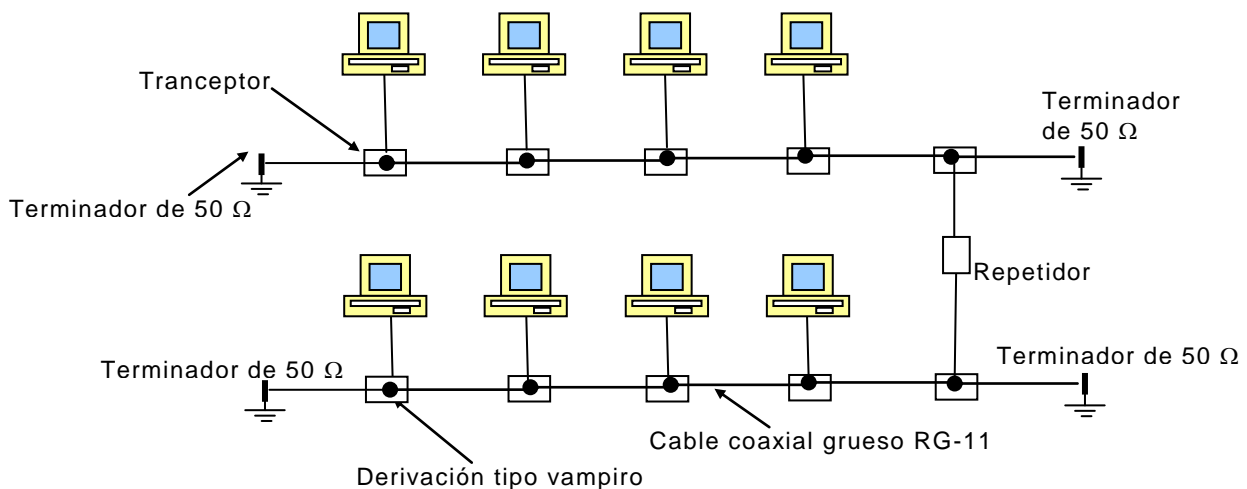 Tranceptor
Terminador
de 50 Ω
Terminador de 50 Ω
Repetidor
Terminador de 50 Ω
Terminador de 50 Ω
Cable coaxial grueso RG-11
Derivación tipo vampiro